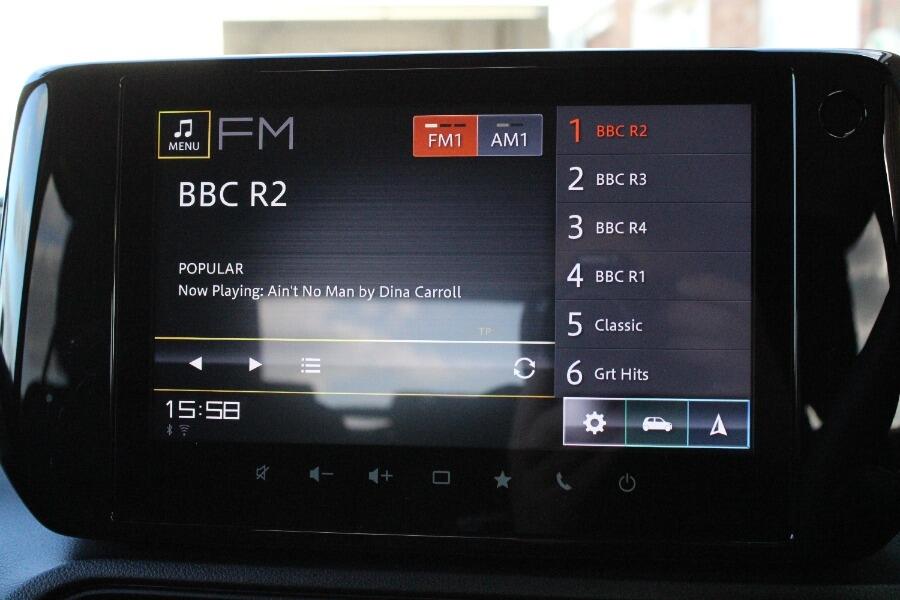 MENU
FM
FM1
AM1
BBC R2
POPULAR
Now Playing: Ain't No Man by Dina Carroll
TP
15:58
1 BBC R2
2 BBC R3
3 BBC R4
4 BBC R1
5 Classic
6 Grt Hits